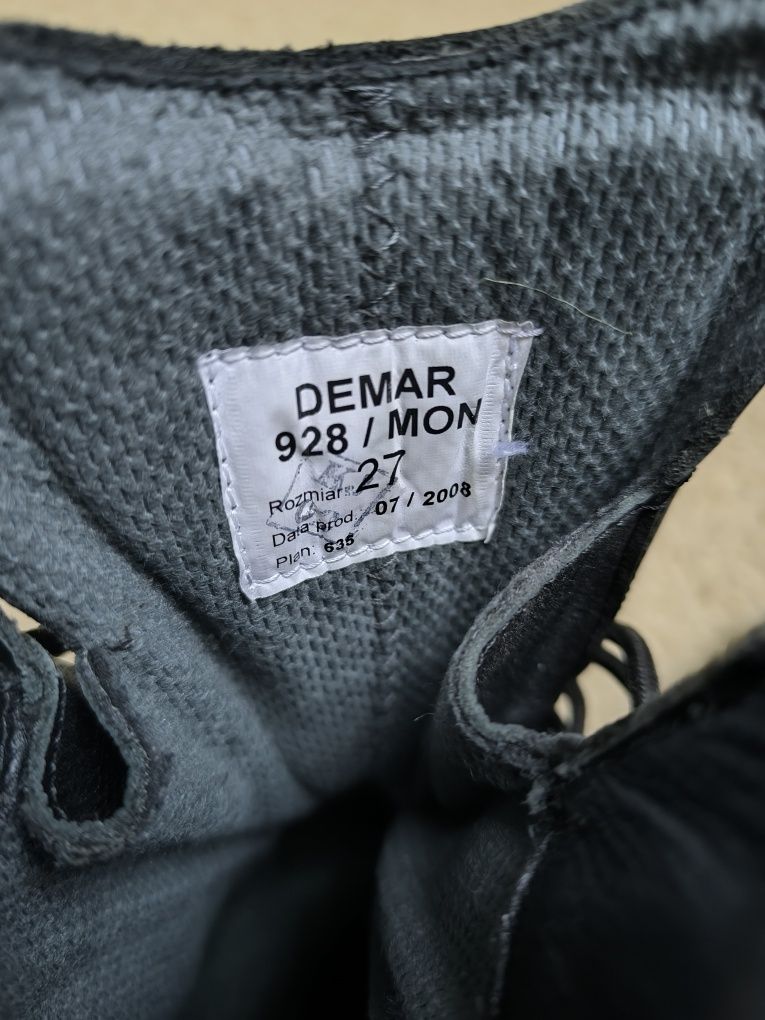 DEMAR
928 / MON
Rozmiar: 27
Data prod.: 07 / 2008
Plan: 635